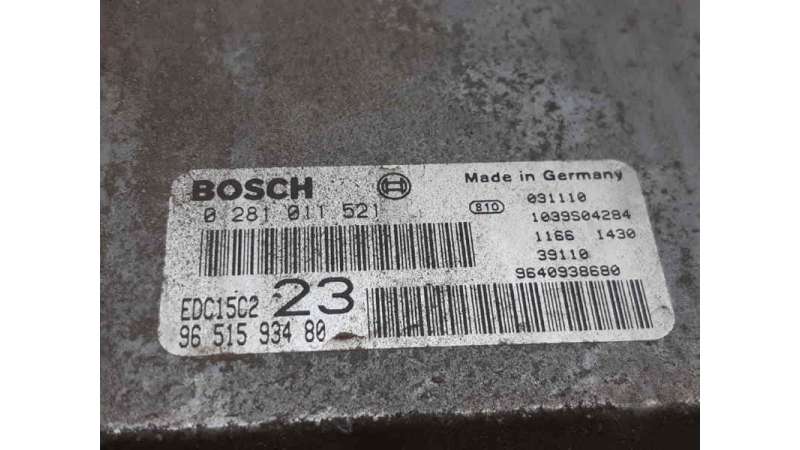 BOSCH
Made in Germany
0 281 011 521
810
031110
1039S04284
1166 1430
39110
9640938680
EDC15C2 23
96 515 934 80